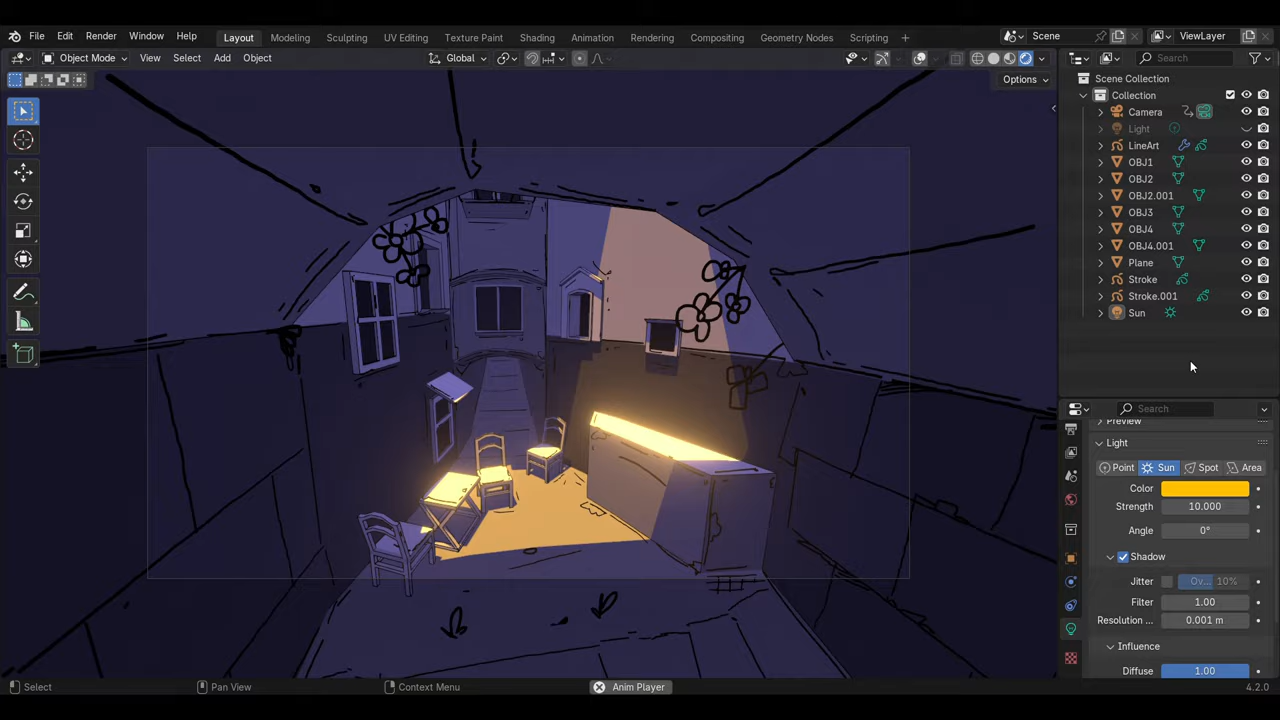 File Edit Render Window Help Layout Modeling Sculpting UV Editing Texture Paint Shading Animation Rendering Compositing Geometry Nodes Scripting + Scene ViewLayer
Object Mode View Select Add Object Global Search
Options
Scene Collection
Collection
Camera
Light
LineArt
OBJ1
OBJ2
OBJ2.001
OBJ3
OBJ4
OBJ4.001
Plane
Stroke
Stroke.001
Sun
Search
Preview
Light
Point Sun Spot Area
Color
Strength 10.000
Angle 0°
Shadow
Jitter Ov... 10%
Filter 1.00
Resolution ... 0.001 m
Influence
Diffuse 1.00
Select Pan View Context Menu Anim Player 4.2.0